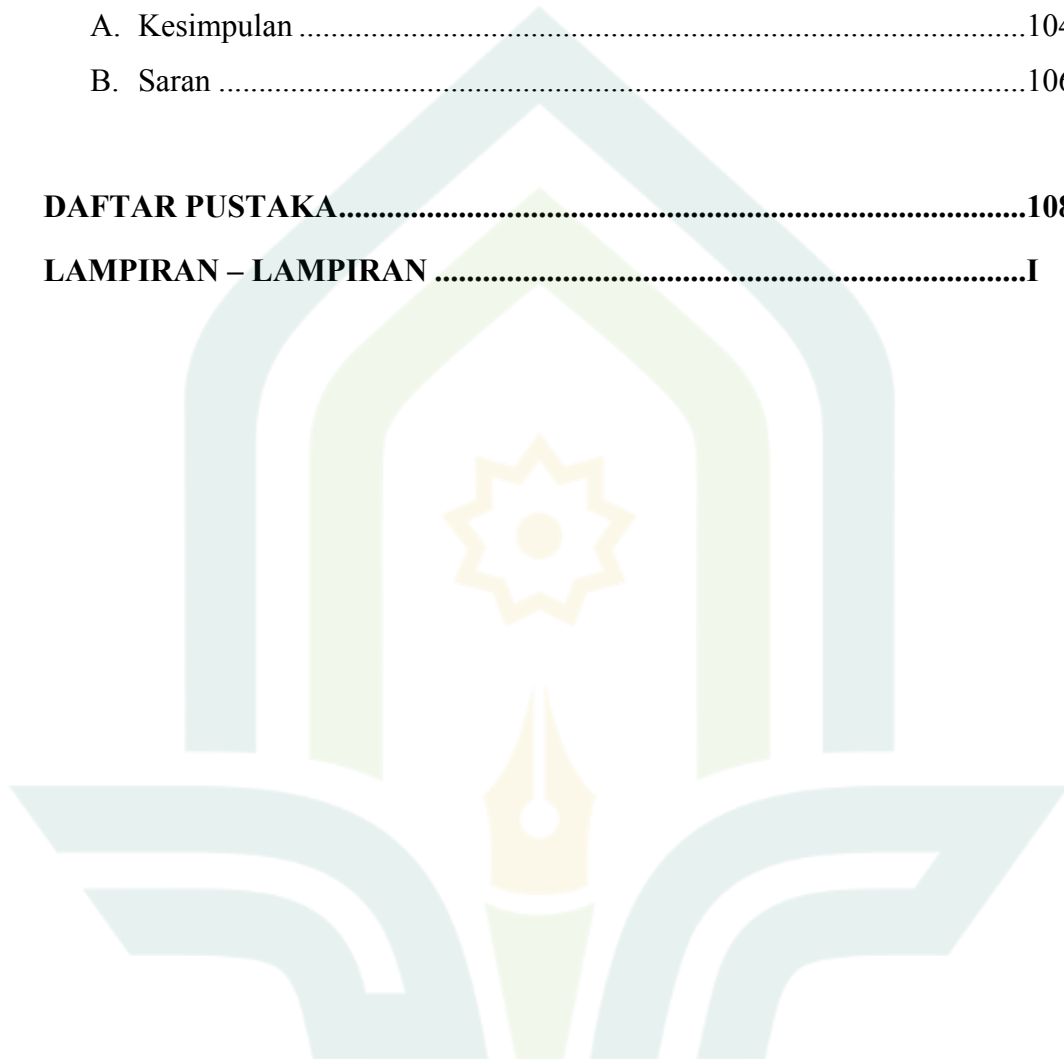 A. Kesimpulan ....................................................................................................104
B. Saran ...............................................................................................................106
DAFTAR PUSTAKA....................................................................................................108
LAMPIRAN – LAMPIRAN .......................................................................................I